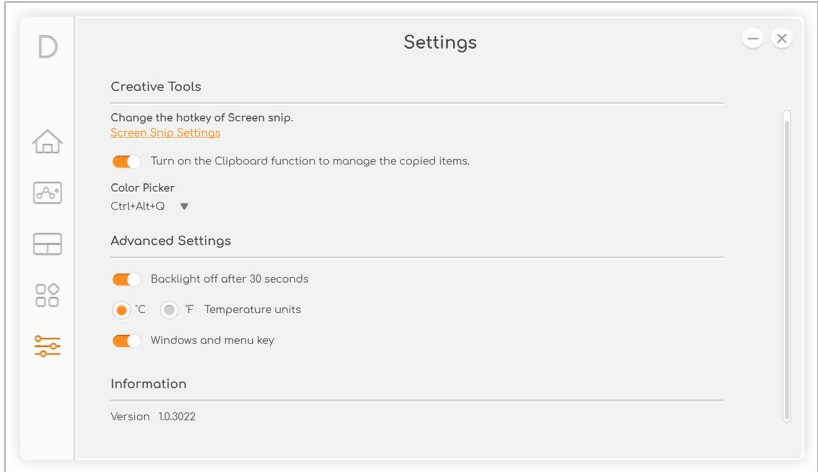 D
Settings
Creative Tools
Change the hotkey of Screen snip.
Screen Snip Settings
Turn on the Clipboard function to manage the copied items.
Color Picker
Ctrl+Alt+Q
Advanced Settings
Backlight off after 30 seconds
°C °F Temperature units
Windows and menu key
Information
Version 1.0.3022